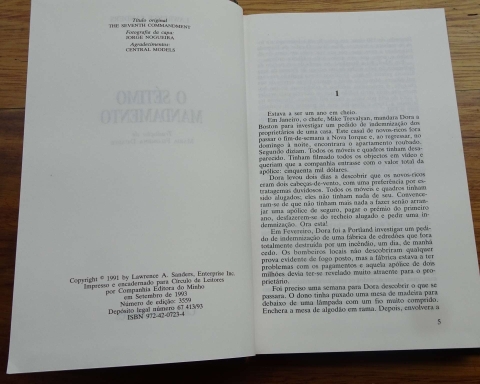 Título original
THE SEVENTH COMMANDMENT
Fotografia da capa:
JORGE NOGUEIRA
Agradecimentos:
CENTRAL MODELS
O SÉTIMO
MANDAMENTO
Copyright © 1991 by Lawrence A. Sanders, Enterprise Inc.
Impresso e encadernado para Círculo de Leitores
por Companhia Editora do Minho
em Setembro de 1993
Número de edição: 3559
Depósito legal número 67 413/93
ISBN 972-42-0723-4
I
Estava a ser um ano em cheio.
Em Janeiro, o chefe, Mike Trevalyan, mandara Dora a
Boston para investigar um pedido de indemnização dos
proprietários de uma casa. Este casal de novos-ricos fora
passar o fim-de-semana a Nova Iorque e, ao regressar, no
domingo à noite, encontrara o apartamento roubado.
Segundo diziam. Todos os móveis e quadros tinham desa-
parecido. Tinham filmado todos os objectos em vídeo e
queriam que a companhia entrasse com o valor total da
apólice: cinquenta mil dólares.
Dora levou dois dias a descobrir que os novos-ricos
eram dois cabeças-de-vento, com uma preferência por es-
tratagemas duvidosos. Todos os móveis e quadros tinham
sido alugados; eles não tinham nada de seu. Convence-
ram-se de que não tinham mais nada a fazer senão arran-
jar uma apólice de seguro, pagar o prémio do primeiro
ano, desfazerem-se do recheio alugado e pedir uma in-
demnização. Ora esta!
Em Fevereiro, Dora foi a Portland investigar um pedi-
do de indemnização de uma fábrica de edredões que fora
totalmente destruída por um incêndio, um dia, de manhã
cedo. Os bombeiros locais não descobriram qualquer
prova evidente de fogo posto, mas a fábrica estava a ter
problemas com os pagamentos e aquela apólice de dois
milhões devia ter-se revelado muito atraente para o pro-
prietário.
Foi preciso uma semana para Dora descobrir o que se
passara. O dono tinha puxado uma mesa de madeira para
debaixo de uma lâmpada com um fio muito comprido.
Enchera a mesa de algodão em rama. Depois, envolvera a
5